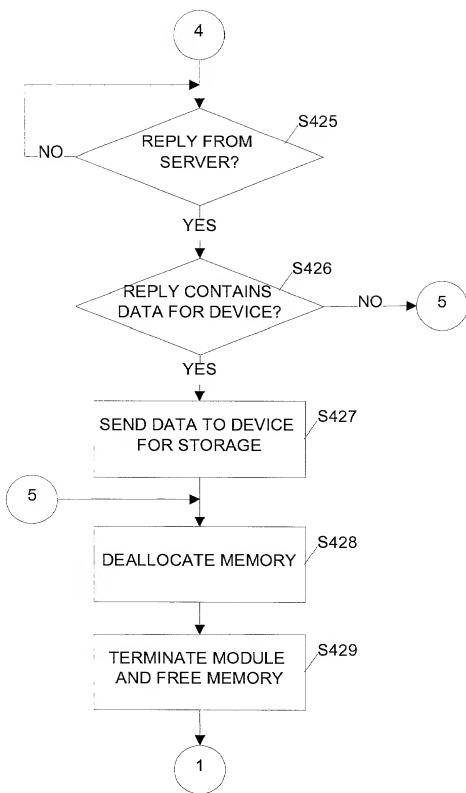 4
S425
REPLY FROM
SERVER?
NO
YES
S426
REPLY CONTAINS
DATA FOR DEVICE?
NO
5
YES
S427
SEND DATA TO DEVICE
FOR STORAGE
5
S428
DEALLOCATE MEMORY
S429
TERMINATE MODULE
AND FREE MEMORY
1